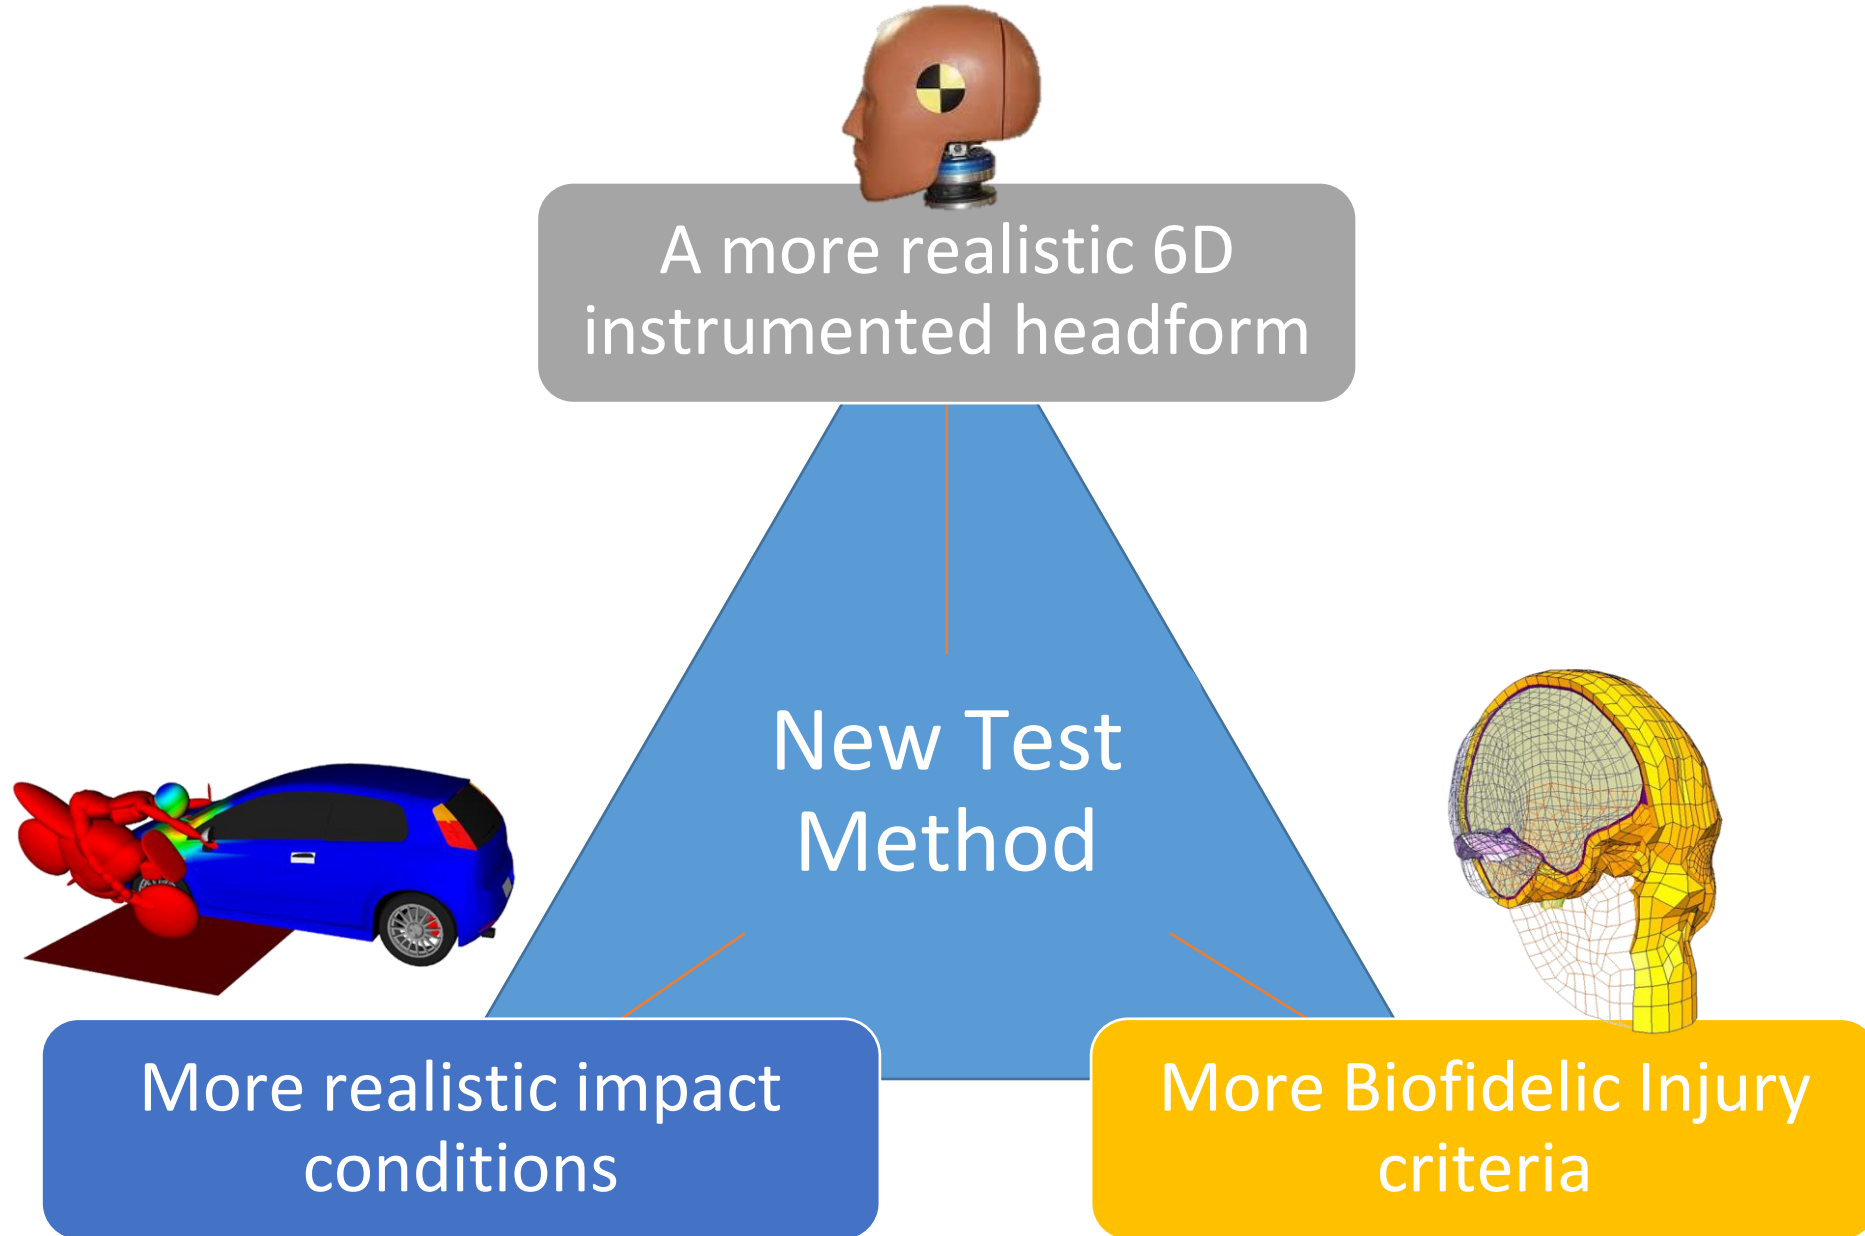 A more realistic 6D
instrumented headform
New Test
Method
More realistic impact
conditions
More Biofidelic Injury
criteria